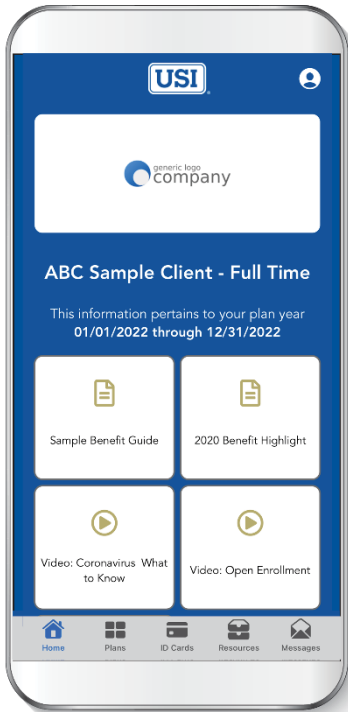 USI
generic logo
company
ABC Sample Client - Full Time
This information pertains to your plan year
01/01/2022 through 12/31/2022
Sample Benefit Guide
2020 Benefit Highlight
Video: Coronavirus What
to Know
Video: Open Enrollment
Home
Plans
ID Cards
Resources
Messages